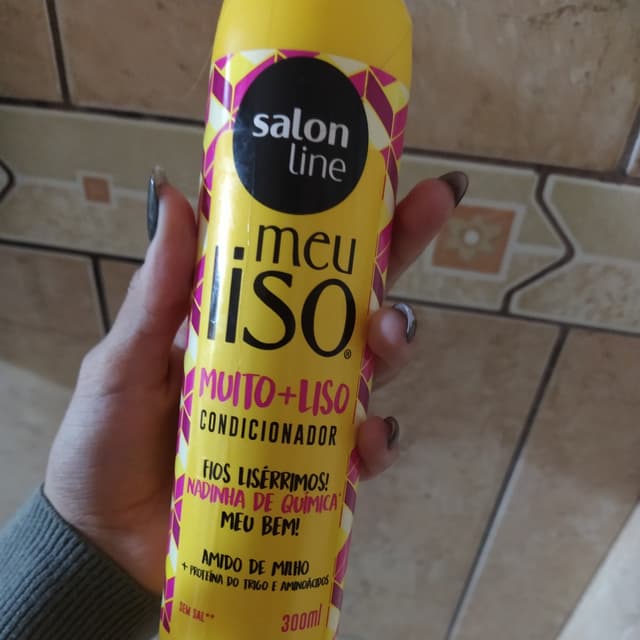 salon
line
meu
liso®
MUITO+LISO
CONDICIONADOR
FIOS LISÉRRIMOS!
NADINHA DE QUÍMICA*
MEU BEM!
AMIDO DE MILHO
+ PROTEÍNA DO TRIGO E AMINOÁCIDOS
SEM SAL**
300ml